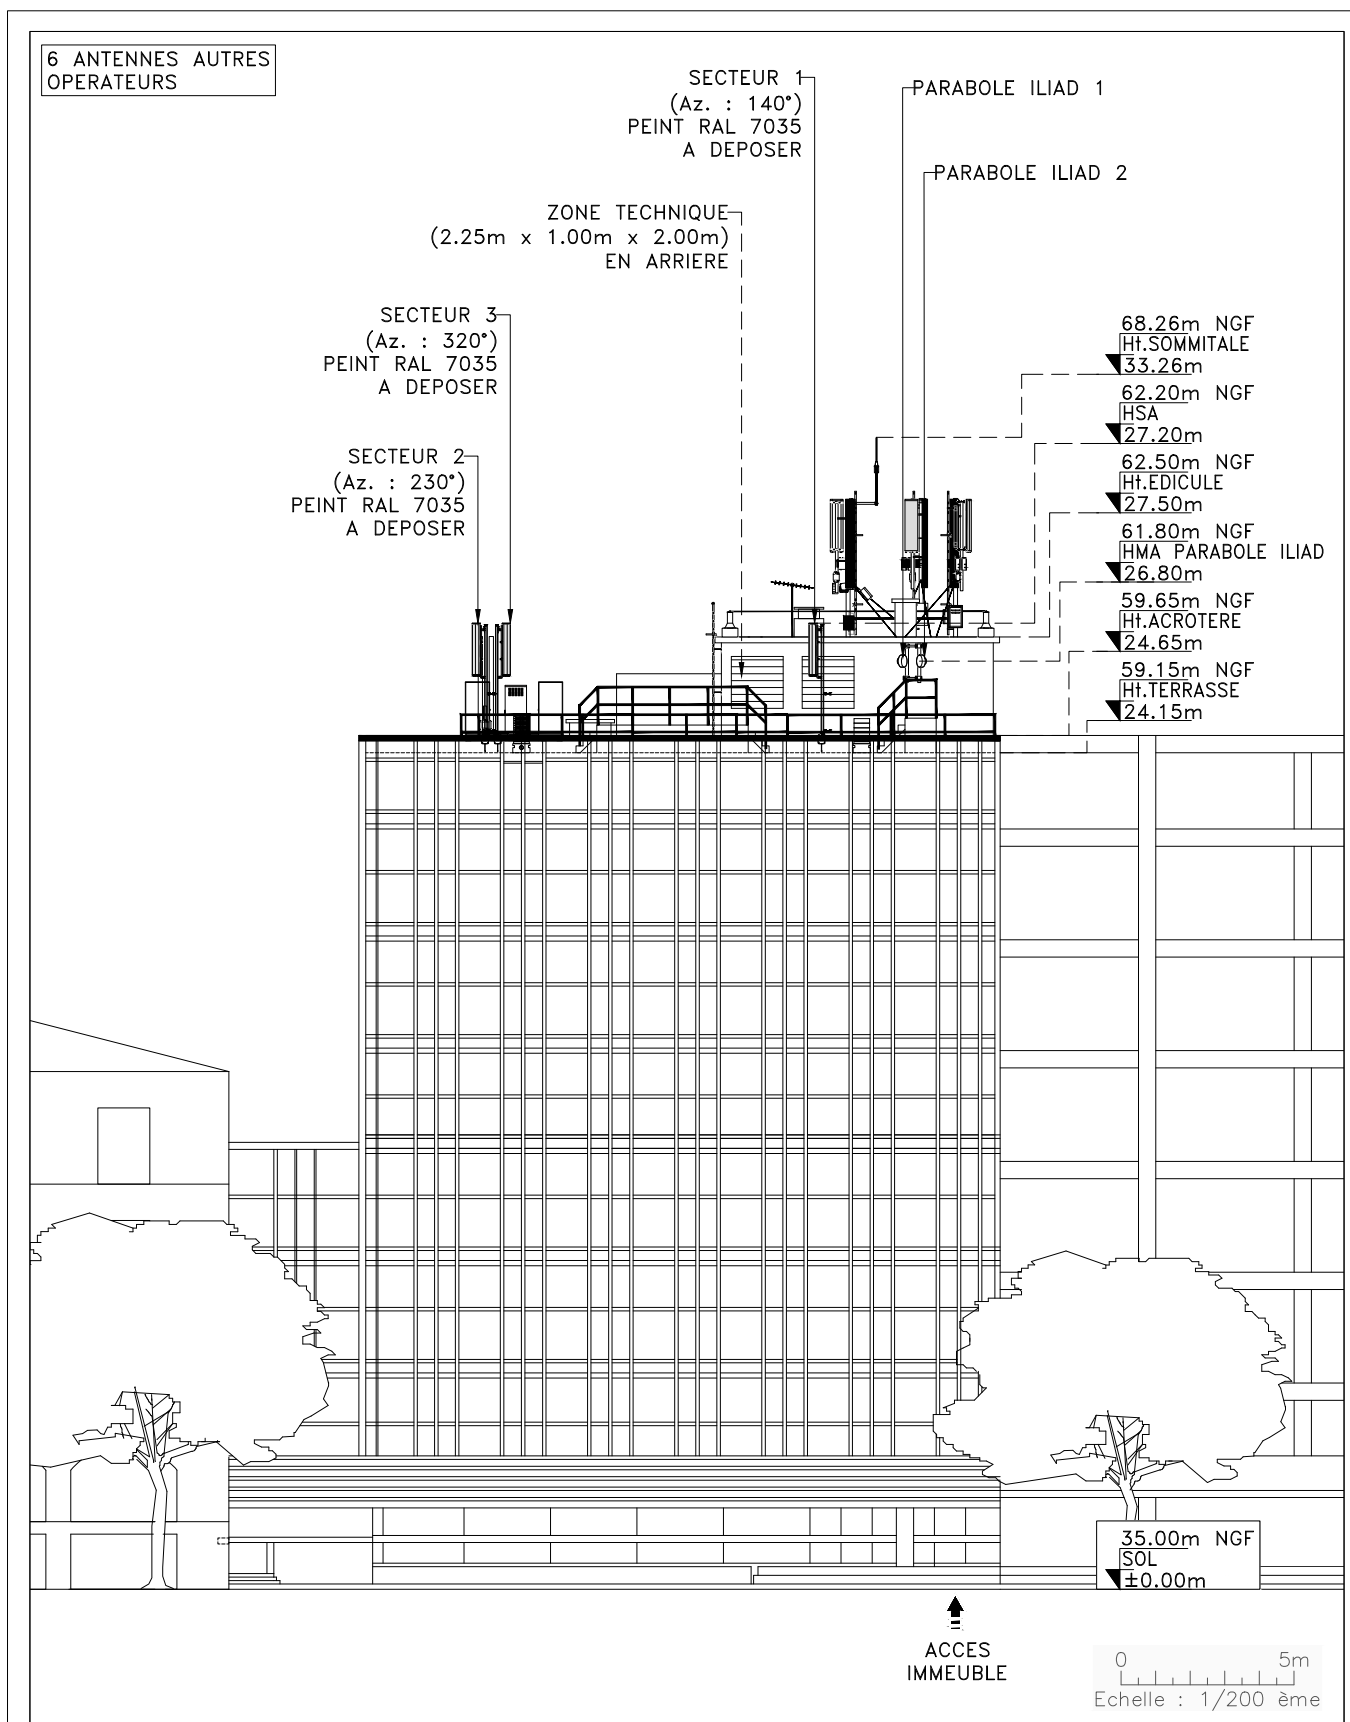 6 ANTENNES AUTRES
OPERATEURS
SECTEUR 1
(Az. : 140°)
PEINT RAL 7035
A DEPOSER
PARABOLE ILIAD 1
PARABOLE ILIAD 2
ZONE TECHNIQUE
(2.25m x 1.00m x 2.00m)
EN ARRIERE
SECTEUR 3
(Az. : 320°)
PEINT RAL 7035
A DEPOSER
SECTEUR 2
(Az. : 230°)
PEINT RAL 7035
A DEPOSER
68.26m NGF
Ht.SOMMITALE
33.26m
62.20m NGF
HSA
27.20m
62.50m NGF
Ht.EDICULE
27.50m
61.80m NGF
HMA PARABOLE ILIAD
26.80m
59.65m NGF
Ht.ACROTERE
24.65m
59.15m NGF
Ht.TERRASSE
24.15m
35.00m NGF
SOL
±0.00m
ACCES
IMMEUBLE
0 5m
Echelle : 1/200 ème